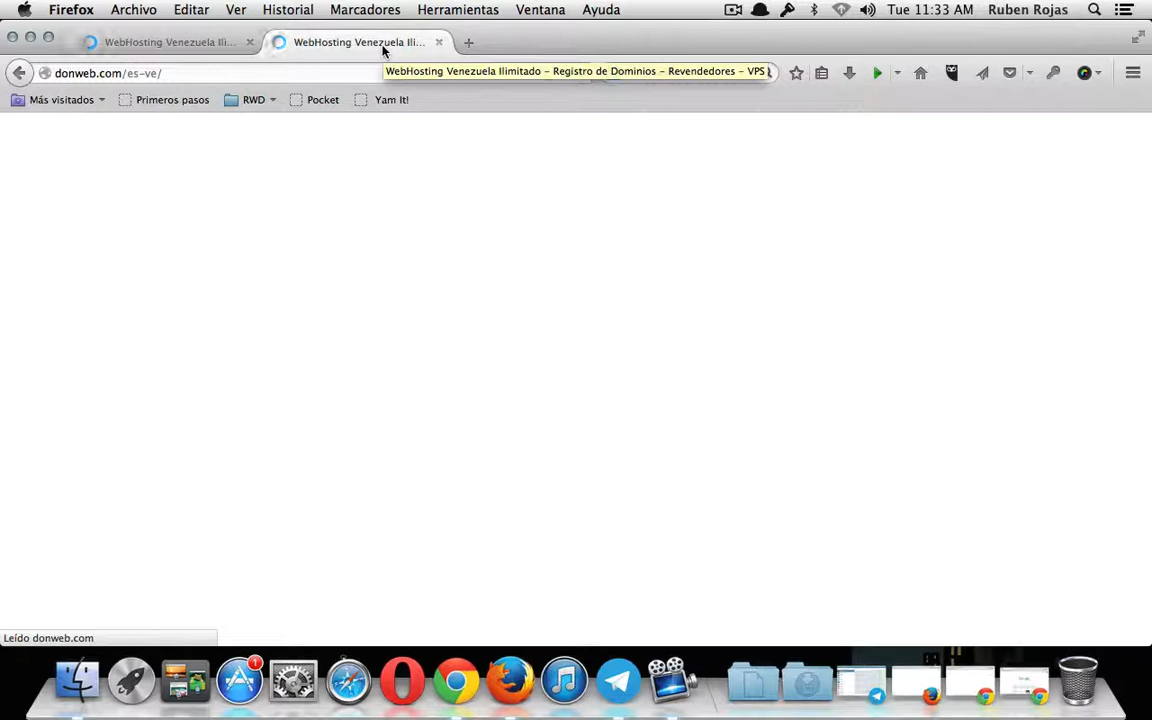 Firefox Archivo Editar Ver Historial Marcadores Herramientas Ventana Ayuda Tue 11:33 AM Ruben Rojas
WebHosting Venezuela Ili... WebHosting Venezuela Ili...
donweb.com/es-ve/
WebHosting Venezuela Ilimitado – Registro de Dominios – Revendedores – VPS
Más visitados Primeros pasos RWD Pocket Yam It!
Leído donweb.com
1